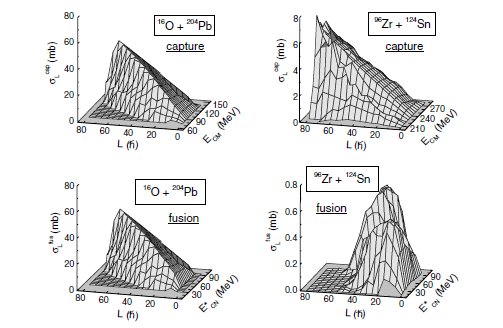 ¹⁶O + ²⁰⁴Pb
capture
σ_L^cap (mb)
80
60
40
20
0
80 60 40 20 0
L (ħ)
60 90 120 150
E_CM (MeV)
⁹⁶Zr + ¹²⁴Sn
capture
σ_L^cap (mb)
8
6
4
2
0
80 60 40 20 0
L (ħ)
210 240 270
E_CM (MeV)
¹⁶O + ²⁰⁴Pb
fusion
σ_L^fus (mb)
80
60
40
20
0
80 60 40 20 0
L (ħ)
30 60 90
E*_CN (MeV)
⁹⁶Zr + ¹²⁴Sn
fusion
σ_L^fus (mb)
0.8
0.6
0.4
0.2
0.0
80 60 40 20 0
L (ħ)
30 60 90
E*_CN (MeV)